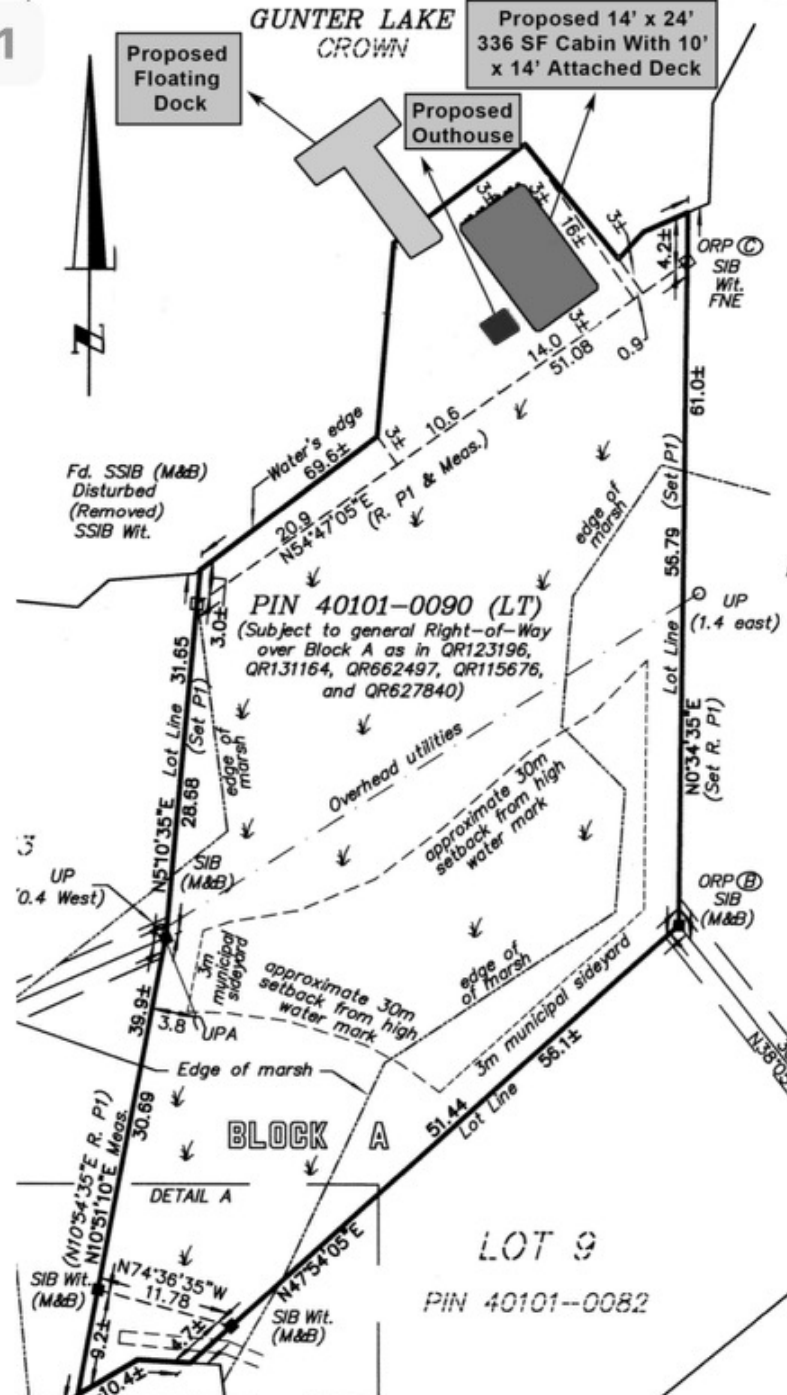 1
GUNTER LAKE
CROWN
Proposed
Floating
Dock
Proposed
Outhouse
Proposed 14' x 24'
336 SF Cabin With 10'
x 14' Attached Deck
3±
3±
16±
3±
4.2±
ORP Ⓒ
SIB
Wit.
FNE
3±
14.0
51.08
0.9
61.0±
10.6
3±
Water's edge
69.6±
(R. P1 & Meas.)
20.9
N54°47'05"E
Fd. SSIB (M&B)
Disturbed
(Removed)
SSIB Wit.
edge of
marsh
56.79 (Set P1)
Lot Line
N0°34'35"E
(Set R. P1)
UP
(1.4 east)
PIN 40101-0090 (LT)
(Subject to general Right-of-Way
over Block A as in QR123196,
QR131164, QR662497, QR115676,
and QR627840)
3.0±
31.65
Lot Line
(Set P1)
N5°10'35"E
28.68
edge of
marsh
Overhead utilities
approximate 30m
setback from high
water mark
SIB
(M&B)
UP
0.4 West)
ORP Ⓑ
SIB
(M&B)
3m
municipal
sideyard
approximate 30m
setback from high
water mark
edge of
of marsh
3m municipal sideyard
39.9±
3.8
UPA
Edge of marsh
56.1±
51.44
Lot Line
30.69
(N10°54'35"E R. P1)
N10°51'10"E Meas.
BLOCK A
DETAIL A
N47°54'05"E
LOT 9
PIN 40101--0082
SIB Wit.
(M&B)
N74°36'35"W
11.78
SIB Wit.
(M&B)
4.7±
9.2±
10.4±